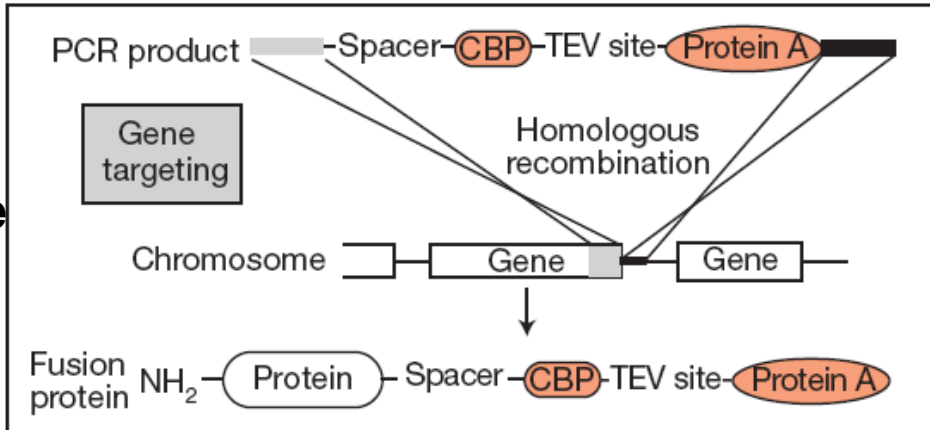 PCR product Spacer CBP TEV site Protein A
Gene
targeting
Homologous
recombination
e
Chromosome Gene Gene
Fusion
protein NH2 Protein Spacer CBP TEV site Protein A